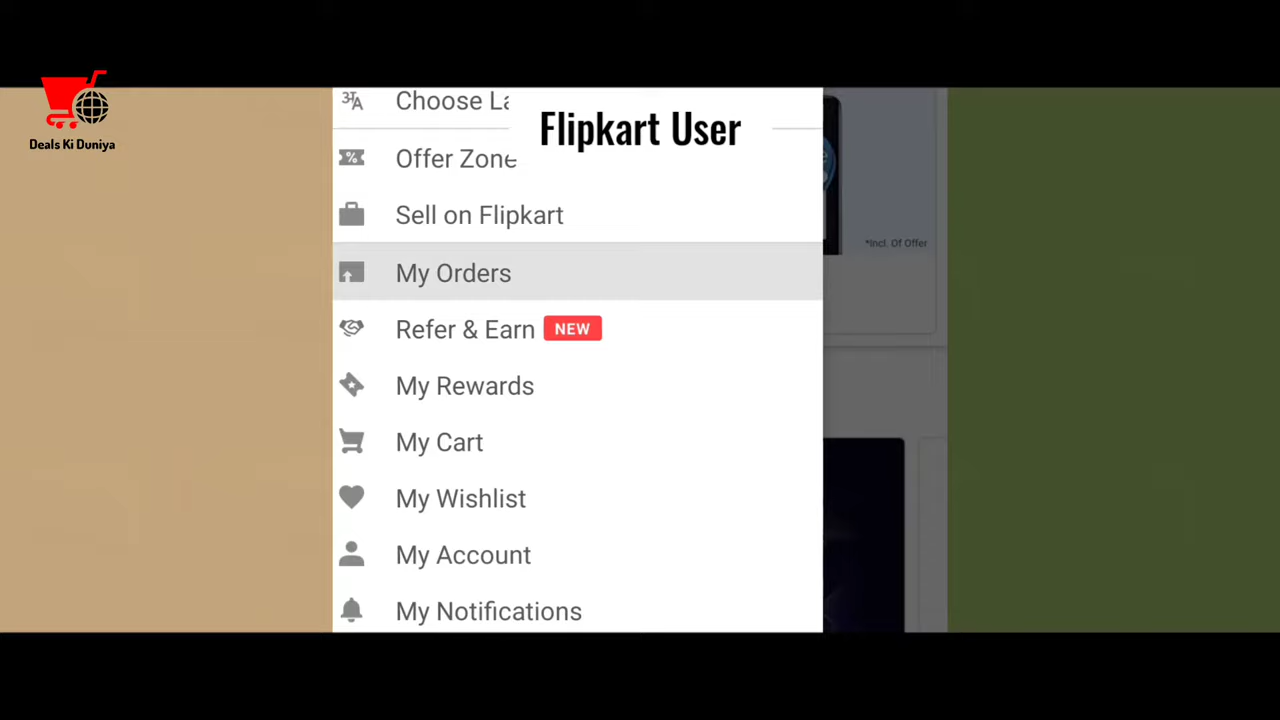 Deals Ki Duniya
Choose La
Flipkart User
Offer Zone
Sell on Flipkart
*Incl. Of Offer
My Orders
Refer & Earn NEW
My Rewards
My Cart
My Wishlist
My Account
My Notifications